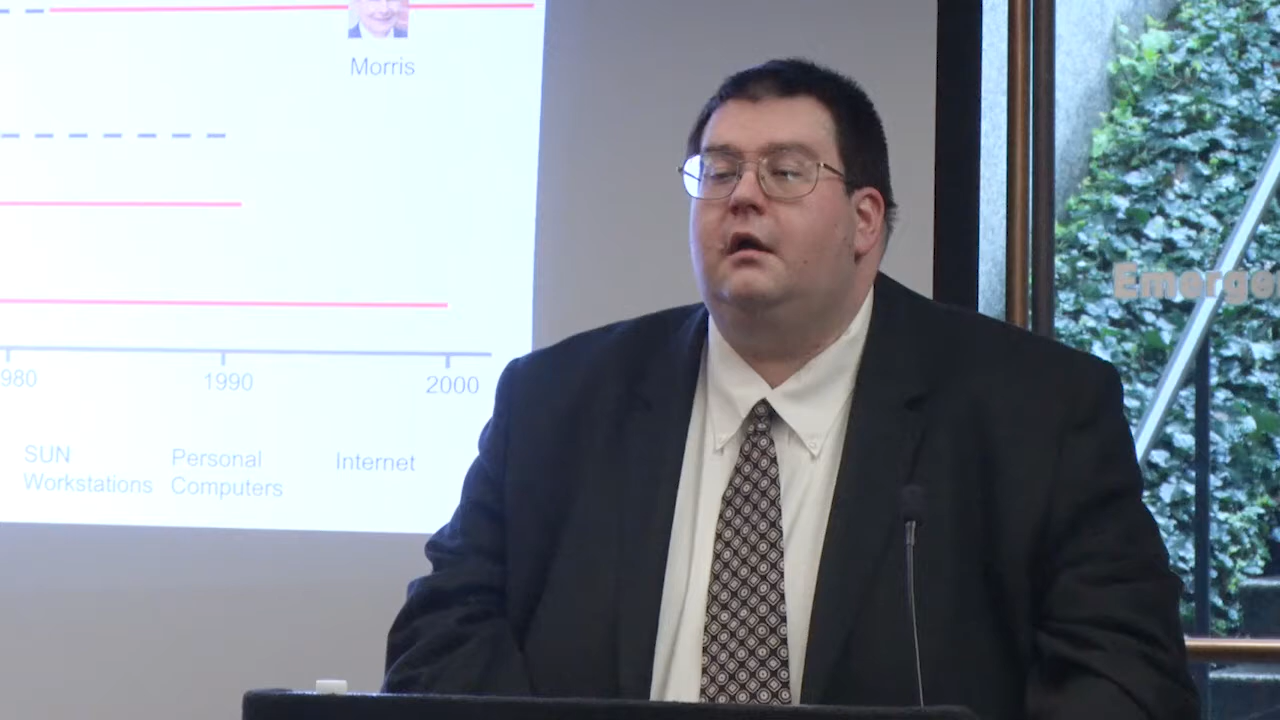 Morris
980
1990
2000
SUN
Workstations
Personal
Computers
Internet
Emerge